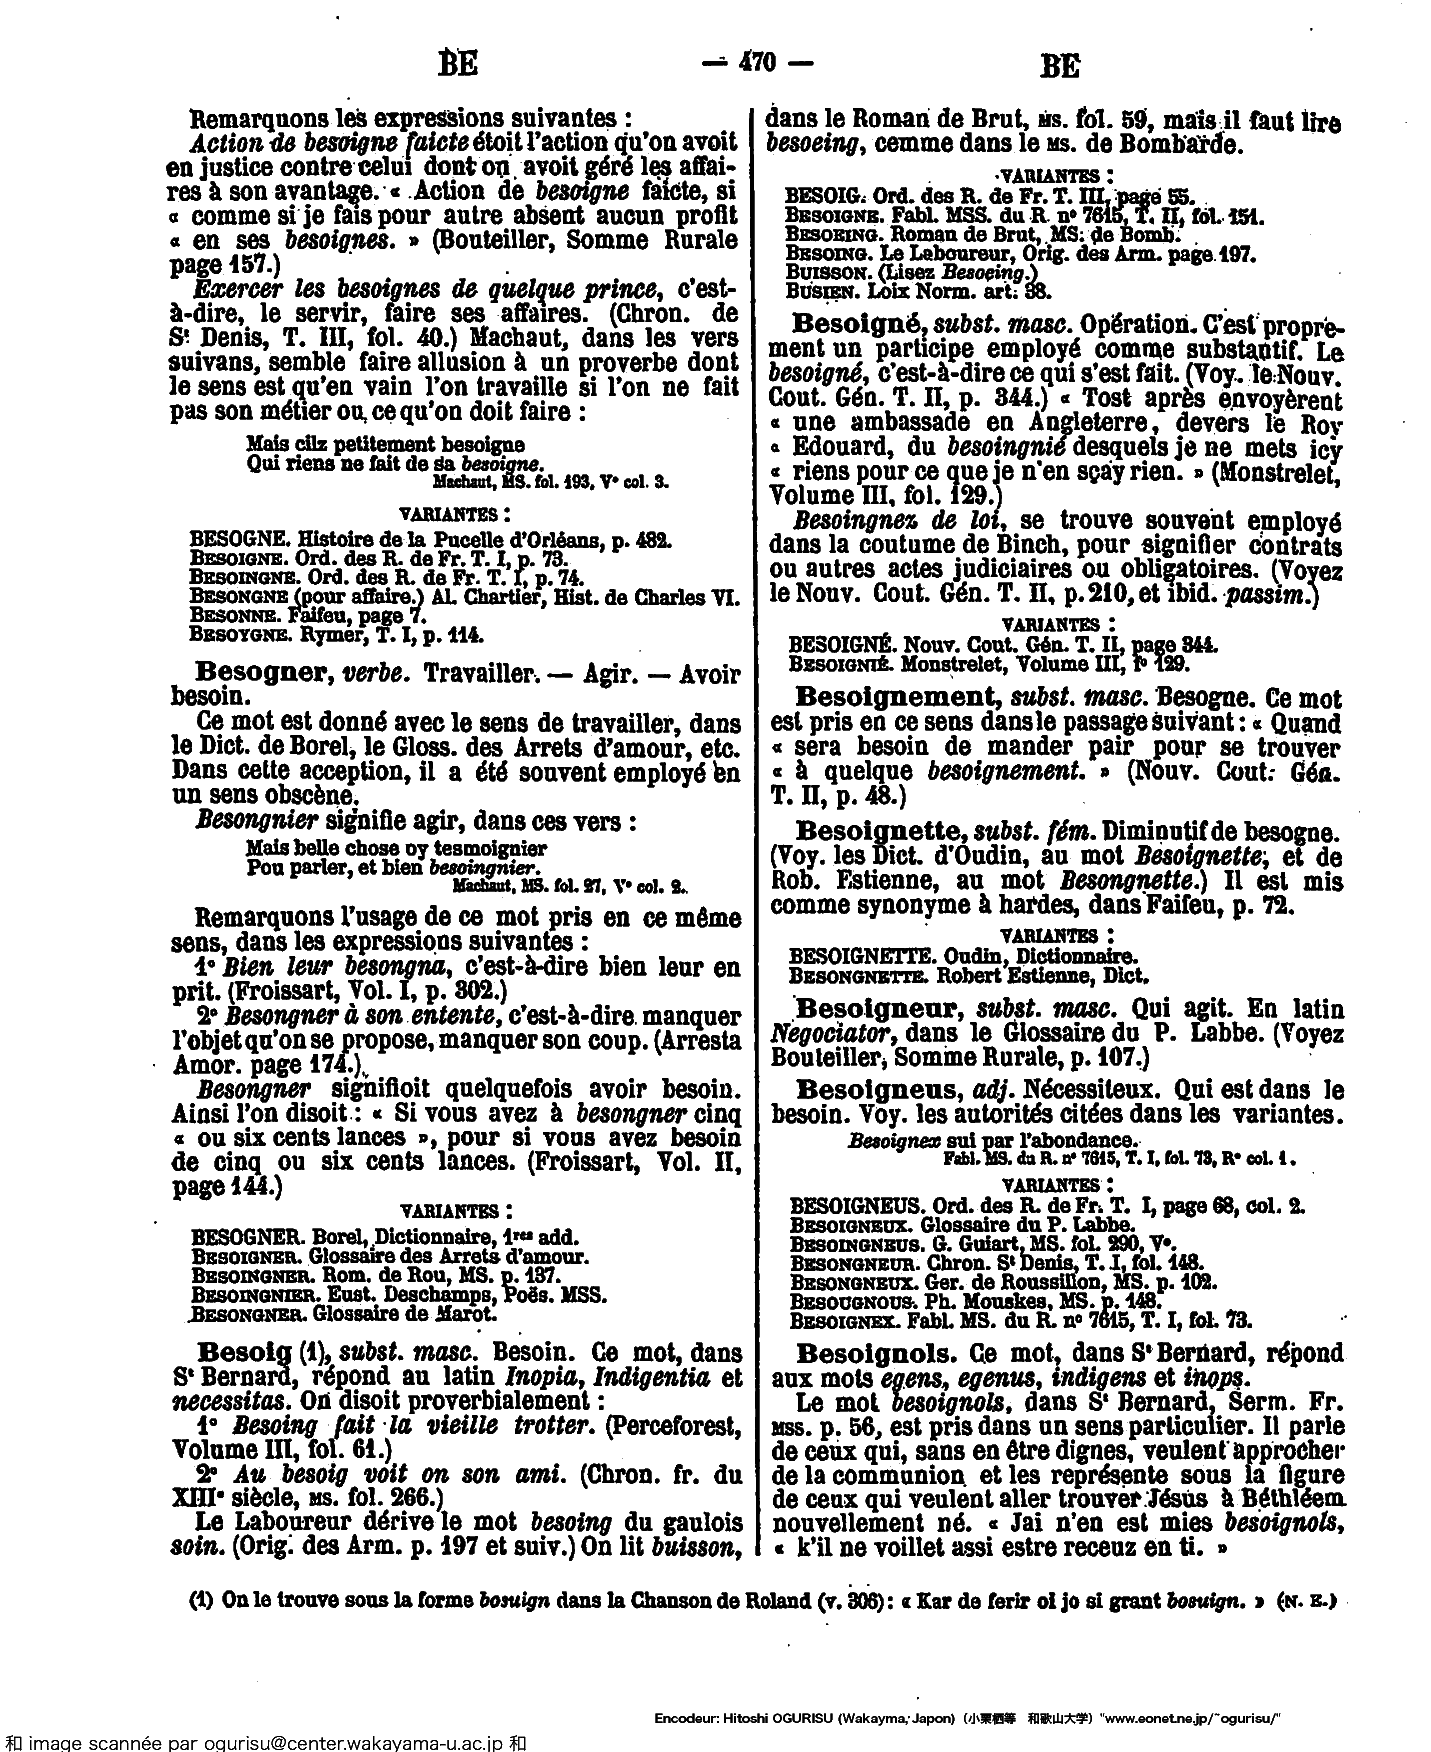 BE — 470 — BE
Remarquons les expressions suivantes :
Action de besoigne faicte étoit l'action qu'on avoit
en justice contre celui dont on avoit géré les affai-
res à son avantage. « Action de besoigne faicte, si
« comme si je fais pour autre absent aucun profit
« en ses besoignes. » (Bouteiller, Somme Rurale
page 157.)
Exercer les besoignes de quelque prince, c'est-
à-dire, le servir, faire ses affaires. (Chron. de
St Denis, T. III, fol. 40.) Machaut, dans les vers
suivans, semble faire allusion à un proverbe dont
le sens est qu'en vain l'on travaille si l'on ne fait
pas son métier ou ce qu'on doit faire :
Mais cilz petitement besoigne
Qui riens ne fait de sa besoigne.
Machaut, MS. fol. 193, Vº col. 3.
VARIANTES :
BESOGNE. Histoire de la Pucelle d'Orléans, p. 482.
BESOIGNE. Ord. des R. de Fr. T. I, p. 73.
BESOINGNE. Ord. des R. de Fr. T. I, p. 74.
BESONGNE (pour affaire.) Al. Chartier, Hist. de Charles VI.
BESONNE. Faifeu, page 7.
BESOYGNE. Rymer, T. I, p. 114.
Besogner, verbe. Travailler. — Agir. — Avoir
besoin.
Ce mot est donné avec le sens de travailler, dans
le Dict. de Borel, le Gloss. des Arrets d'amour, etc.
Dans cette acception, il a été souvent employé en
un sens obscène.
Besongnier signifie agir, dans ces vers :
Mais belle chose oy tesmoignier
Pou parler, et bien besoingnier.
Machaut, MS. fol. 27, Vº col. 2.
Remarquons l'usage de ce mot pris en ce même
sens, dans les expressions suivantes :
1º Bien leur besongna, c'est-à-dire bien leur en
prit. (Froissart, Vol. I, p. 302.)
2º Besongner à son entente, c'est-à-dire manquer
l'objet qu'on se propose, manquer son coup. (Arresta
Amor. page 174.)
Besongner signifioit quelquefois avoir besoin.
Ainsi l'on disoit : « Si vous avez à besongner cinq
« ou six cents lances », pour si vous avez besoin
de cinq ou six cents lances. (Froissart, Vol. II,
page 144.)
VARIANTES :
BESOGNER. Borel, Dictionnaire, 1res add.
BESOIGNER. Glossaire des Arrets d'amour.
BESOINGNER. Rom. de Rou, MS. p. 137.
BESOINGNIER. Eust. Deschamps, Poës. MSS.
BESONGNER. Glossaire de Marot.
Besoig (1), subst. masc. Besoin. Ce mot, dans
St Bernard, répond au latin Inopia, Indigentia et
necessitas. On disoit proverbialement :
1º Besoing fait la vieille trotter. (Perceforest,
Volume III, fol. 61.)
2º Au besoig voit on son ami. (Chron. fr. du
XIIIe siècle, MS. fol. 266.)
Le Laboureur dérive le mot besoing du gaulois
soin. (Orig. des Arm. p. 197 et suiv.) On lit buisson,
dans le Roman de Brut, MS. fol. 59, mais il faut lire
besoeing, cemme dans le MS. de Bombarde.
VARIANTES :
BESOIG. Ord. des R. de Fr. T. III, page 55.
BESOIGNE. Fabl. MSS. du R. nº 7615, T. II, fol. 151.
BESOEING. Roman de Brut, MS. de Bomb.
BESOING. Le Laboureur, Orig. des Arm. page 197.
BUISSON. (Lisez Besoeing.)
BUSIEN. Loix Norm. art. 38.
Besoigné, subst. masc. Opération. C'est propre-
ment un participe employé comme substantif. Le
besoigné, c'est-à-dire ce qui s'est fait. (Voy. le Nouv.
Cout. Gén. T. II, p. 344.) « Tost après envoyèrent
« une ambassade en Angleterre, devers le Roy
« Edouard, du besoingnié desquels je ne mets icy
« riens pour ce que je n'en sçay rien. » (Monstrelet,
Volume III, fol. 129.)
Besoingnez de loi, se trouve souvent employé
dans la coutume de Binch, pour signifier contrats
ou autres actes judiciaires ou obligatoires. (Voyez
le Nouv. Cout. Gén. T. II, p. 210, et ibid. passim.)
VARIANTES :
BESOIGNÉ. Nouv. Cout. Gén. T. II, page 344.
BESOIGNIÉ. Monstrelet, Volume III, fº 129.
Besoignement, subst. masc. Besogne. Ce mot
est pris en ce sens dans le passage suivant : « Quand
« sera besoin de mander pair pour se trouver
« à quelque besoignement. » (Nouv. Cout. Gén.
T. II, p. 48.)
Besoignette, subst. fém. Diminutif de besogne.
(Voy. les Dict. d'Oudin, au mot Besoignette, et de
Rob. Estienne, au mot Besongnette.) Il est mis
comme synonyme à hardes, dans Faifeu, p. 72.
VARIANTES :
BESOIGNETTE. Oudin, Dictionnaire.
BESONGNETTE. Robert Estienne, Dict.
Besoigneur, subst. masc. Qui agit. En latin
Negociator, dans le Glossaire du P. Labbe. (Voyez
Bouteiller, Somme Rurale, p. 107.)
Besoigneus, adj. Nécessiteux. Qui est dans le
besoin. Voy. les autorités citées dans les variantes.
Besoignex sui par l'abondance.
Fabl. MS. du R. nº 7615, T. I, fol. 73, Rº col. 1.
VARIANTES :
BESOIGNEUS. Ord. des R. de Fr. T. I, page 68, col. 2.
BESOIGNEUX. Glossaire du P. Labbe.
BESOINGNEUS. G. Guiart, MS. fol. 290, Vº.
BESONGNEUR. Chron. St Denis, T. I, fol. 148.
BESONGNEUX. Ger. de Roussillon, MS. p. 102.
BESOUGNOUS. Ph. Mouskes, MS. p. 148.
BESOIGNEX. Fabl. MS. du R. nº 7615, T. I, fol. 73.
Besoignols. Ce mot, dans St Bernard, répond
aux mots egens, egenus, indigens et inops.
Le mot besoignols, dans St Bernard, Serm. Fr.
MSS. p. 56, est pris dans un sens particulier. Il parle
de ceux qui, sans en être dignes, veulent approcher
de la communion et les représente sous la figure
de ceux qui veulent aller trouver Jésus à Béthléem
nouvellement né. « Jai n'en est mies besoignols,
« k'il ne voillet assi estre receuz en ti. »
(1) On le trouve sous la forme bosuign dans la Chanson de Roland (v. 306) : « Kar de ferir oi jo si grant bosuign. » (N. E.)
Encodeur: Hitoshi OGURISU (Wakayma, Japon) (小栗栖等 和歌山大学) "www.eonet.ne.jp/~ogurisu/"
和 image scannée par ogurisu@center.wakayama-u.ac.jp 和